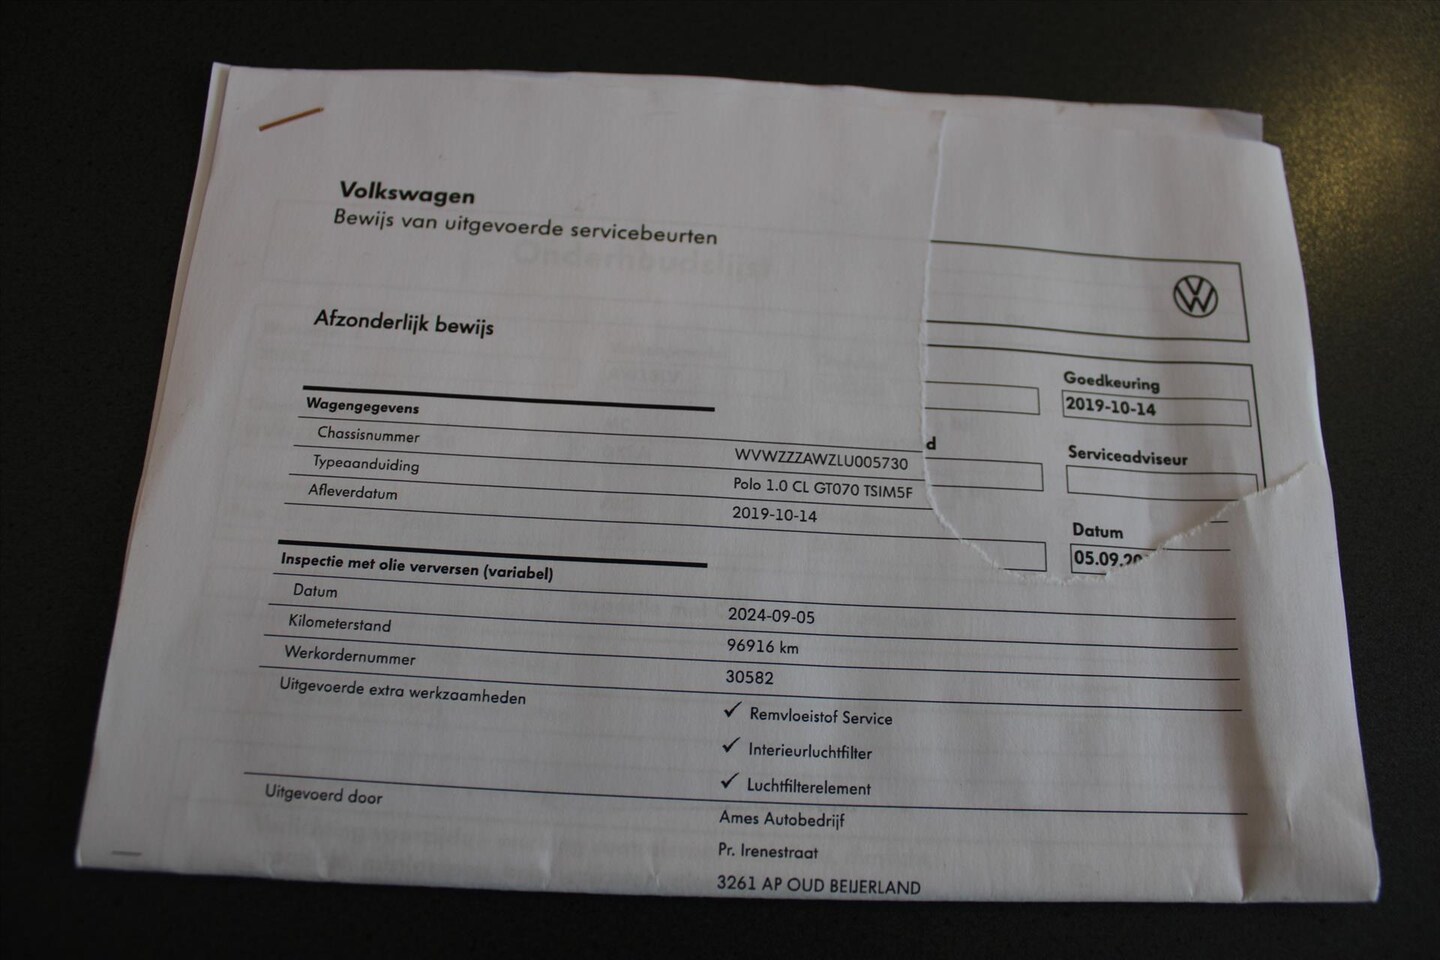 Volkswagen
Bewijs van uitgevoerde servicebeurten
Afzonderlijk bewijs
Goedkeuring
2019-10-14
Serviceadviseur
Datum
05.09.20
Wagengegevens
Chassisnummer WVWZZZAWZLU005730
Typeaanduiding Polo 1.0 CL GT070 TSIM5F
Afleverdatum 2019-10-14
Inspectie met olie verversen (variabel)
Datum 2024-09-05
Kilometerstand 96916 km
Werkordernummer 30582
Uitgevoerde extra werkzaamheden ✓ Remvloeistof Service
✓ Interieurluchtfilter
✓ Luchtfilterelement
Uitgevoerd door Ames Autobedrijf
Pr. Irenestraat
3261 AP OUD BEIJERLAND